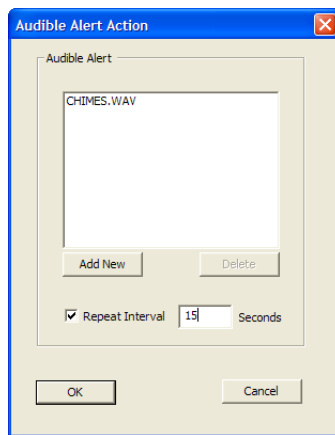 Audible Alert Action
Audible Alert
CHIMES.WAV
Add New Delete
Repeat Interval 15 Seconds
OK Cancel